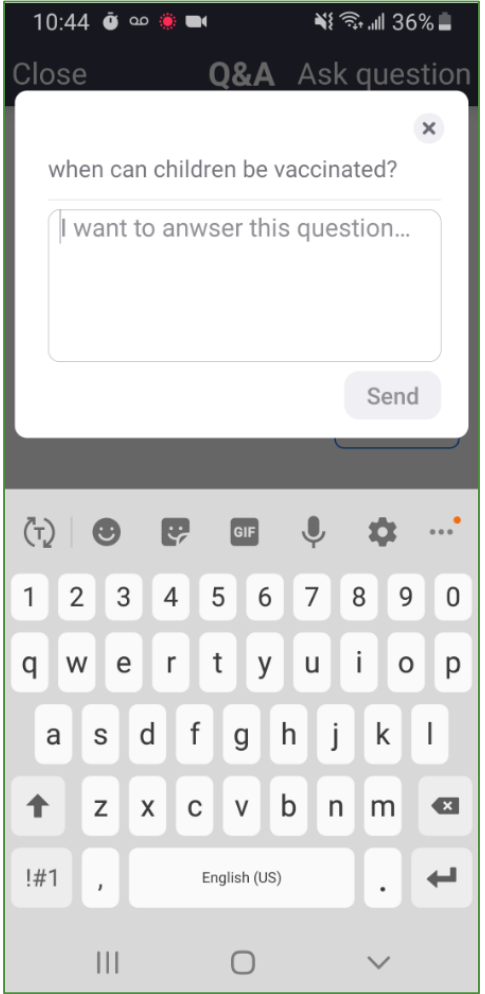 10:44 36%
Close Q&A Ask question
when can children be vaccinated?
I want to anwser this question...
Send
T GIF
1 2 3 4 5 6 7 8 9 0
q w e r t y u i o p
a s d f g h j k l
z x c v b n m
!#1 , English (US) .